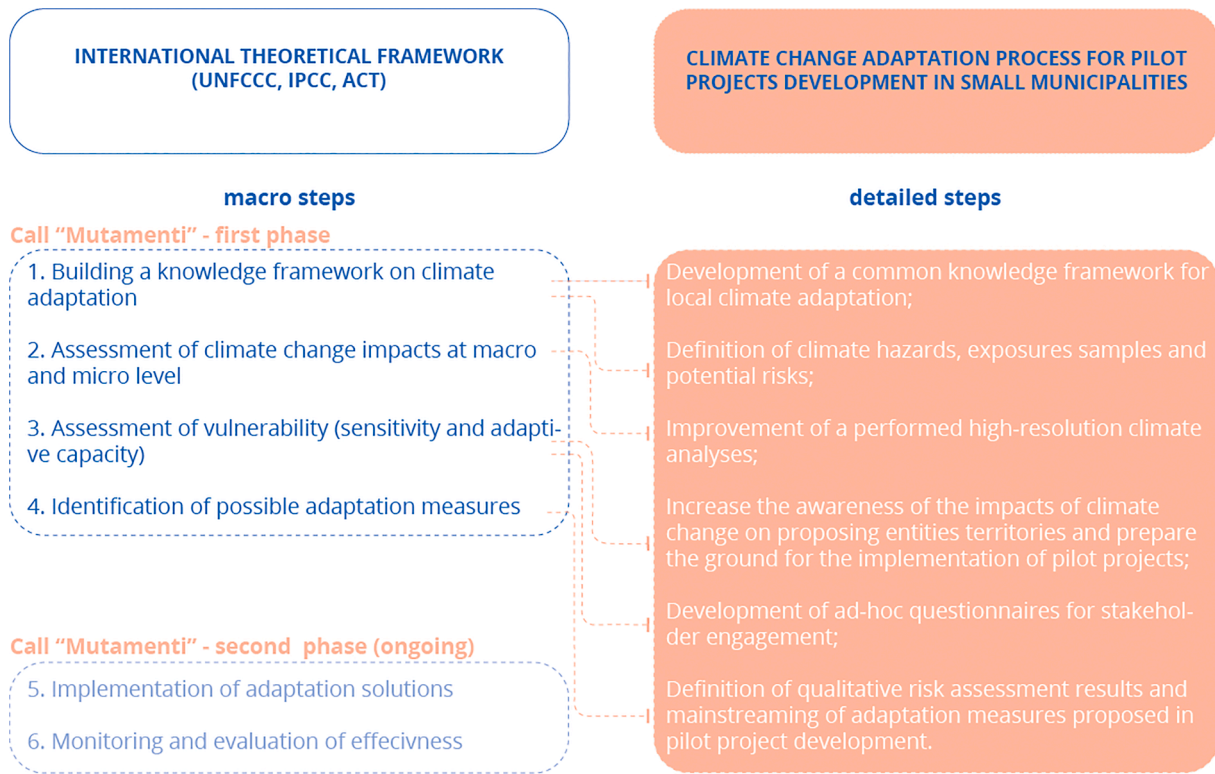 INTERNATIONAL THEORETICAL FRAMEWORK
(UNFCCC, IPCC, ACT)
CLIMATE CHANGE ADAPTATION PROCESS FOR PILOT
PROJECTS DEVELOPMENT IN SMALL MUNICIPALITIES
macro steps
detailed steps
Call “Mutamenti” - first phase
1. Building a knowledge framework on climate
adaptation
2. Assessment of climate change impacts at macro
and micro level
3. Assessment of vulnerability (sensitivity and adapti-
ve capacity)
4. Identification of possible adaptation measures
Call “Mutamenti” - second  phase (ongoing)
5. Implementation of adaptation solutions
6. Monitoring and evaluation of effecivness
Development of a common knowledge framework for
local climate adaptation;
Definition of climate hazards, exposures samples and
potential risks;
Improvement of a performed high-resolution climate
analyses;
Increase the awareness of the impacts of climate
change on proposing entities territories and prepare
the ground for the implementation of pilot projects;
Development of ad-hoc questionnaires for stakehol-
der engagement;
Definition of qualitative risk assessment results and
mainstreaming of adaptation measures proposed in
pilot project development.